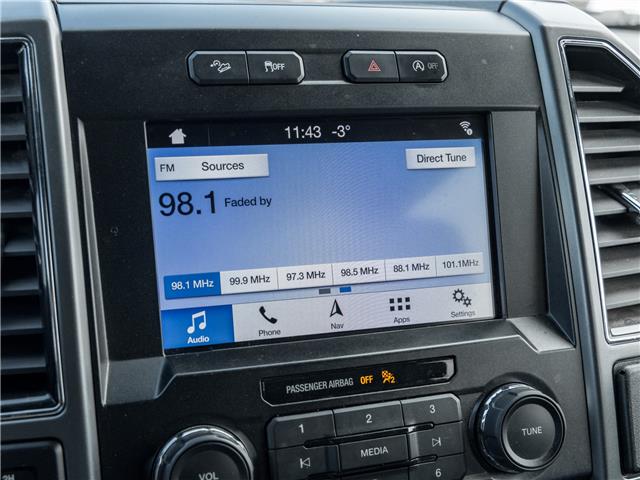 OFF
OFF
11:43 -3°
FM Sources
Direct Tune
98.1 Faded by
98.1 MHz 99.9 MHz 97.3 MHz 98.5 MHz 88.1 MHz 101.1MHz
Audio Phone Nav Apps Settings
PASSENGER AIRBAG OFF 2
1 2 3
VOL MEDIA TUNE
6